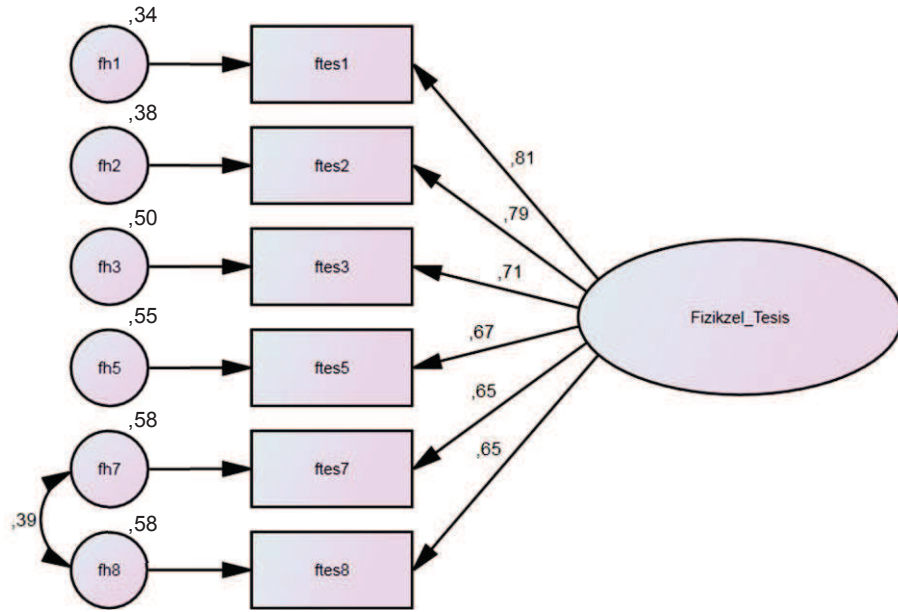 ,34
fh1
ftes1
,81
,38
fh2
ftes2
,79
,50
fh3
ftes3
,71
Fizikzel_Tesis
,55
fh5
ftes5
,67
,58
fh7
ftes7
,65
,39
,58
fh8
ftes8
,65